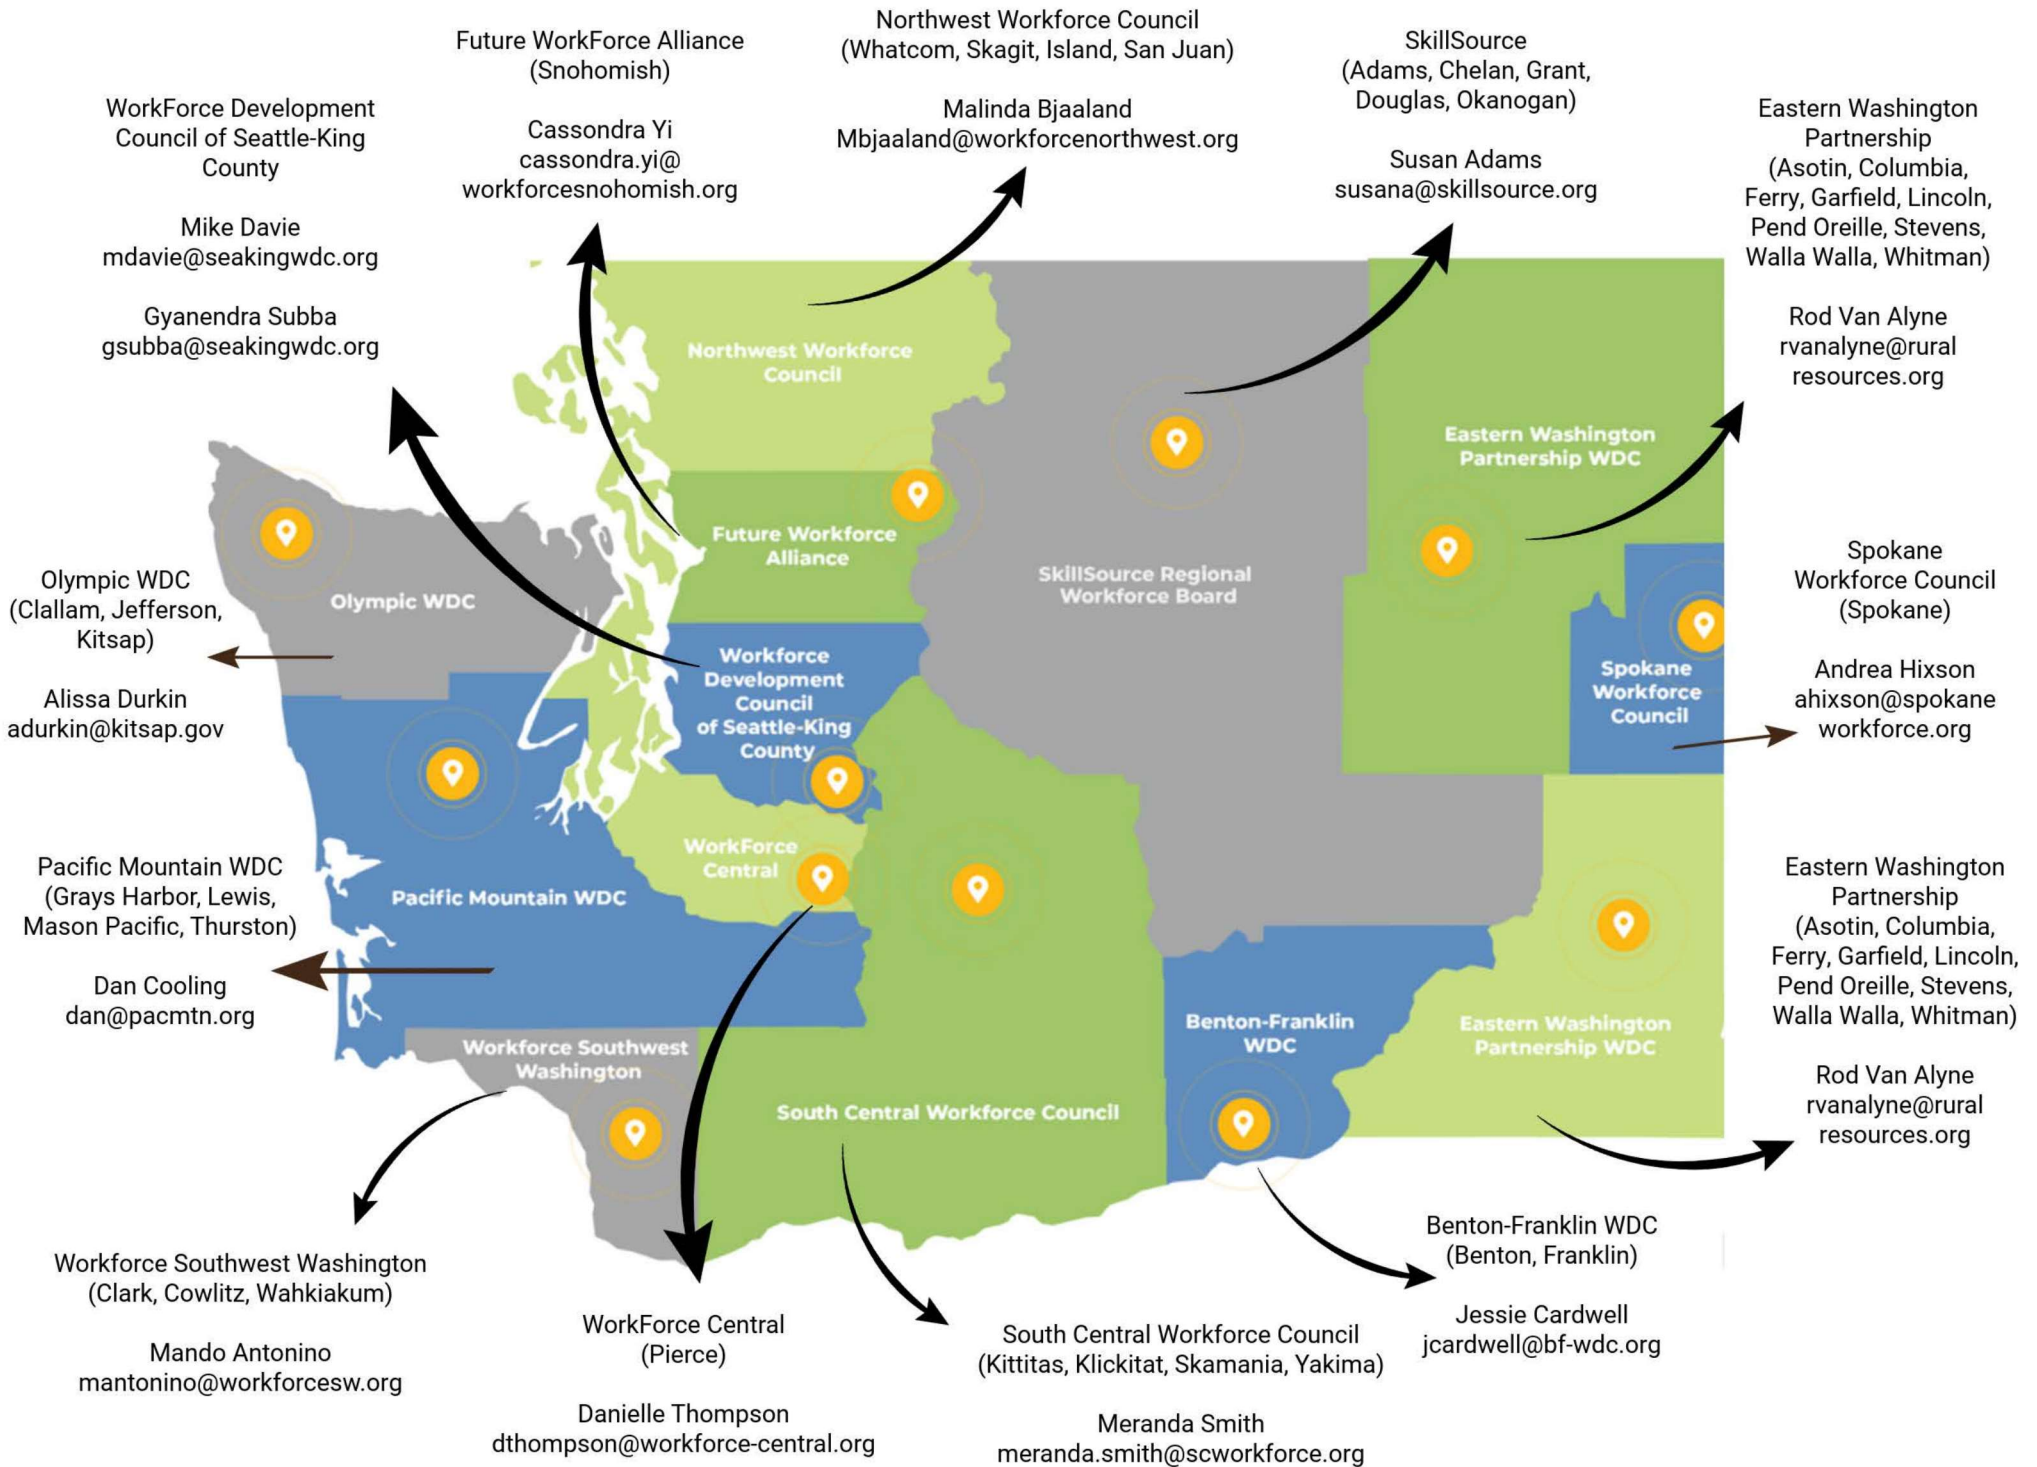 Northwest Workforce Council
(Whatcom, Skagit, Island, San Juan)
Malinda Bjaaland
Mbjaaland@workforcenorthwest.org
Future WorkForce Alliance
(Snohomish)
Cassondra Yi
cassondra.yi@
workforcesnohomish.org
SkillSource
(Adams, Chelan, Grant,
Douglas, Okanogan)
Susan Adams
susana@skillsource.org
WorkForce Development
Council of Seattle-King
County
Mike Davie
mdavie@seakingwdc.org
Gyanendra Subba
gsubba@seakingwdc.org
Eastern Washington
Partnership
(Asotin, Columbia,
Ferry, Garfield, Lincoln,
Pend Oreille, Stevens,
Walla Walla, Whitman)
Rod Van Alyne
rvanalyne@rural
resources.org
Northwest Workforce
Council
Eastern Washington
Partnership WDC
Future Workforce
Alliance
SkillSource Regional
Workforce Board
Olympic WDC
Olympic WDC
(Clallam, Jefferson,
Kitsap)
Alissa Durkin
adurkin@kitsap.gov
Workforce
Development
Council
of Seattle-King
County
Spokane
Workforce
Council
Spokane
Workforce Council
(Spokane)
Andrea Hixson
ahixson@spokane
workforce.org
Pacific Mountain WDC
(Grays Harbor, Lewis,
Mason Pacific, Thurston)
Dan Cooling
dan@pacmtn.org
WorkForce
Central
Pacific Mountain WDC
Eastern Washington
Partnership
(Asotin, Columbia,
Ferry, Garfield, Lincoln,
Pend Oreille, Stevens,
Walla Walla, Whitman)
Rod Van Alyne
rvanalyne@rural
resources.org
Benton-Franklin
WDC
Eastern Washington
Partnership WDC
Workforce Southwest
Washington
South Central Workforce Council
Workforce Southwest Washington
(Clark, Cowlitz, Wahkiakum)
Mando Antonino
mantonino@workforcesw.org
WorkForce Central
(Pierce)
Danielle Thompson
dthompson@workforce-central.org
South Central Workforce Council
(Kittitas, Klickitat, Skamania, Yakima)
Meranda Smith
meranda.smith@scworkforce.org
Benton-Franklin WDC
(Benton, Franklin)
Jessie Cardwell
jcardwell@bf-wdc.org